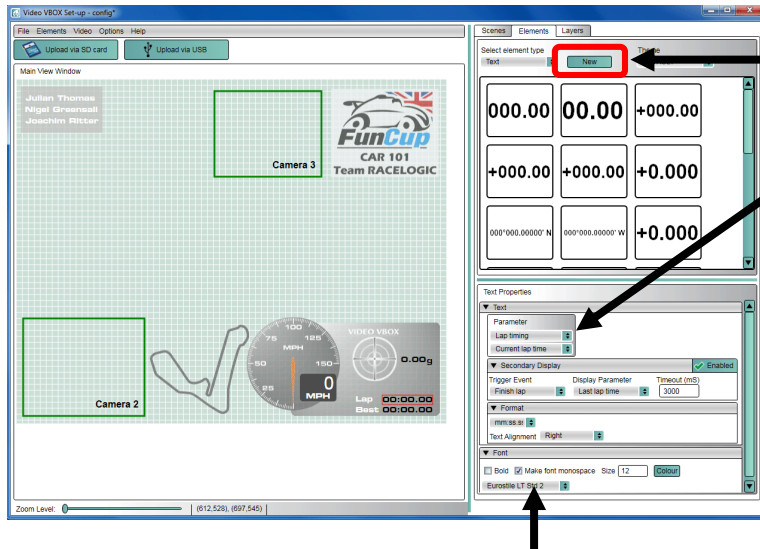 Video VBOX Set-up - config*
File Elements Video Options Help
Upload via SD card
Upload via USB
Main View Window
Julian Thomas
Nigel Greensall
Joachim Ritter
Camera 3
FunCup
CAR 101
Team RACELOGIC
Camera 2
100
75 125
MPH
50 150
25
0
MPH
VIDEO VBOX
0.00g
Lap 00:00.00
Best 00:00.00
Zoom Level:
(612,528), (697,545)
Scenes Elements Layers
Select element type
Text
New
000.00 00.00 +000.00
+000.00 +000.00 +0.000
000°000.00000' N 000°000.00000' W +0.000
Text Properties
Text
Parameter
Lap timing
Current lap time
Secondary Display
Enabled
Trigger Event Display Parameter Timeout (mS)
Finish lap Last lap time 3000
Format
mm:ss.s
Text Alignment Right
Font
Bold Make font monospace Size 12 Colour
Eurostile LT Std 2